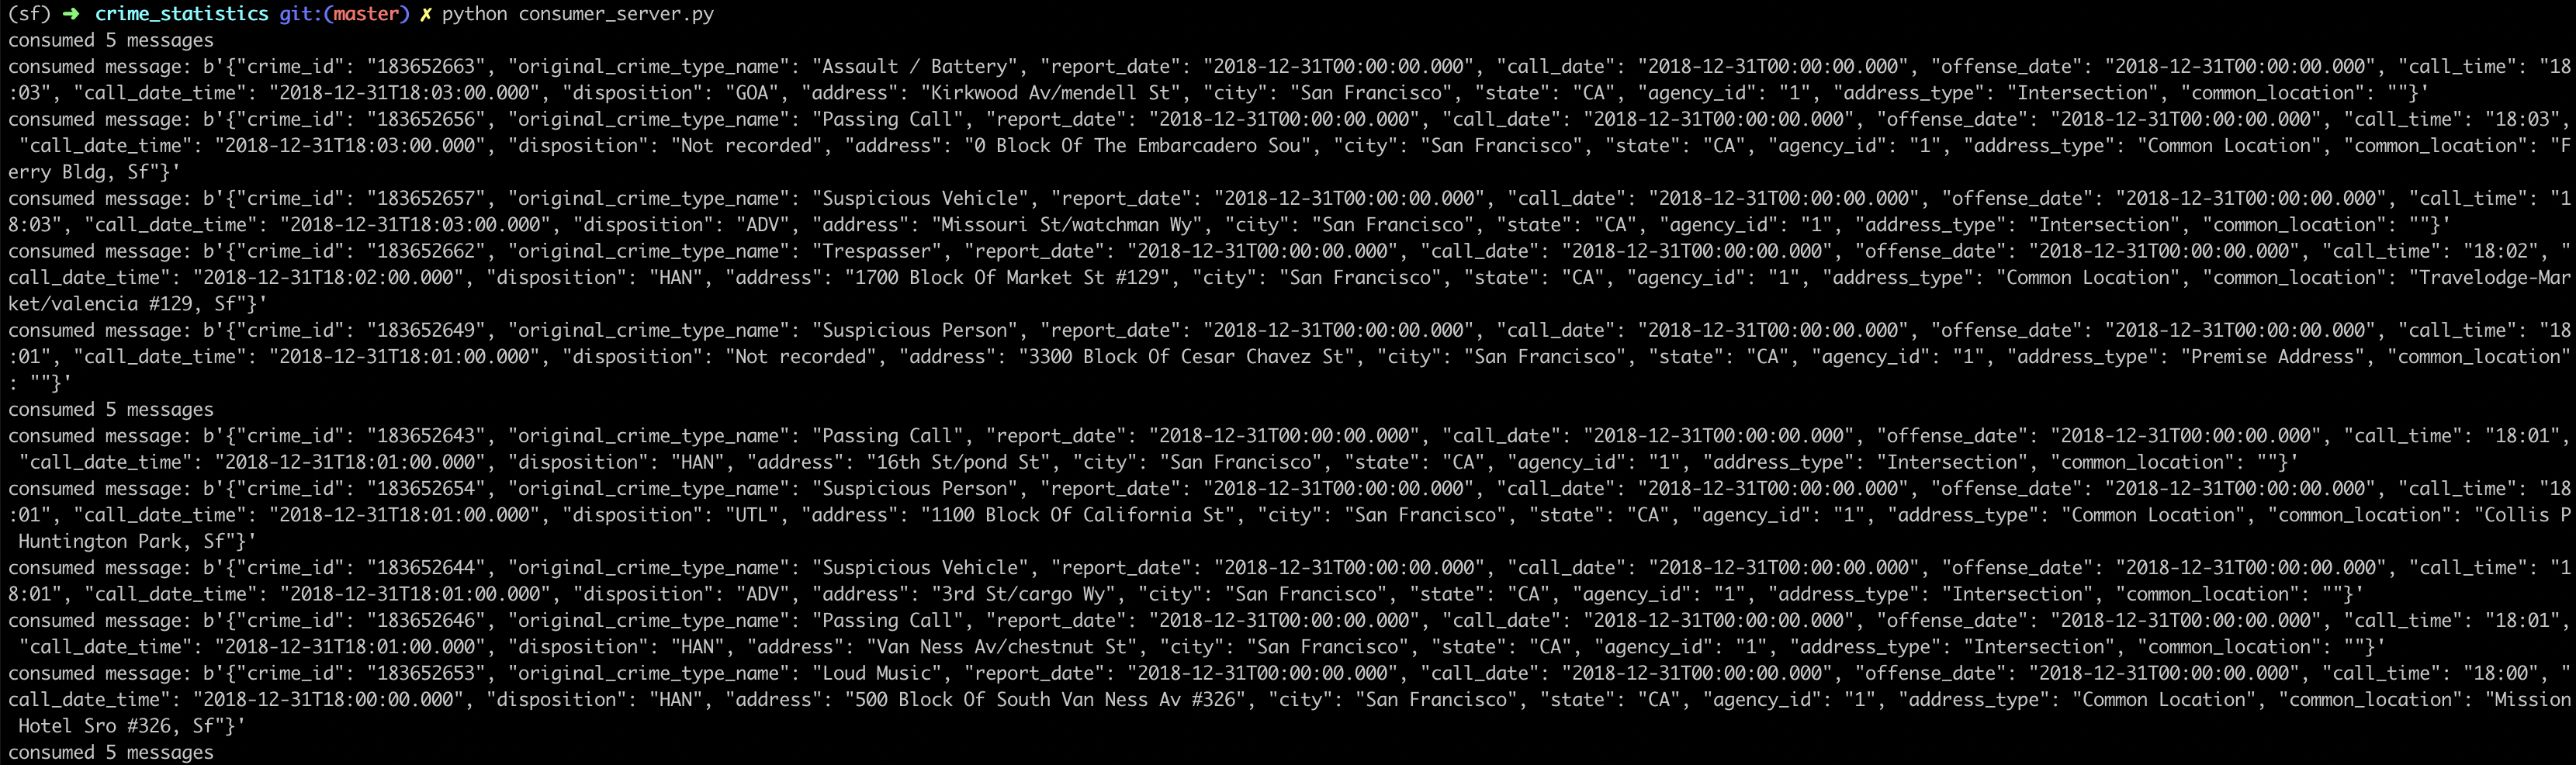 (sf) ➜  crime_statistics git:(master) ✗ python consumer_server.py
consumed 5 messages
consumed message: b'{"crime_id": "183652663", "original_crime_type_name": "Assault / Battery", "report_date": "2018-12-31T00:00:00.000", "call_date": "2018-12-31T00:00:00.000", "offense_date": "2018-12-31T00:00:00.000", "call_time": "18
:03", "call_date_time": "2018-12-31T18:03:00.000", "disposition": "GOA", "address": "Kirkwood Av/mendell St", "city": "San Francisco", "state": "CA", "agency_id": "1", "address_type": "Intersection", "common_location": ""}'
consumed message: b'{"crime_id": "183652656", "original_crime_type_name": "Passing Call", "report_date": "2018-12-31T00:00:00.000", "call_date": "2018-12-31T00:00:00.000", "offense_date": "2018-12-31T00:00:00.000", "call_time": "18:03",
 "call_date_time": "2018-12-31T18:03:00.000", "disposition": "Not recorded", "address": "0 Block Of The Embarcadero Sou", "city": "San Francisco", "state": "CA", "agency_id": "1", "address_type": "Common Location", "common_location": "F
erry Bldg, Sf"}'
consumed message: b'{"crime_id": "183652657", "original_crime_type_name": "Suspicious Vehicle", "report_date": "2018-12-31T00:00:00.000", "call_date": "2018-12-31T00:00:00.000", "offense_date": "2018-12-31T00:00:00.000", "call_time": "1
8:03", "call_date_time": "2018-12-31T18:03:00.000", "disposition": "ADV", "address": "Missouri St/watchman Wy", "city": "San Francisco", "state": "CA", "agency_id": "1", "address_type": "Intersection", "common_location": ""}'
consumed message: b'{"crime_id": "183652662", "original_crime_type_name": "Trespasser", "report_date": "2018-12-31T00:00:00.000", "call_date": "2018-12-31T00:00:00.000", "offense_date": "2018-12-31T00:00:00.000", "call_time": "18:02", "
call_date_time": "2018-12-31T18:02:00.000", "disposition": "HAN", "address": "1700 Block Of Market St #129", "city": "San Francisco", "state": "CA", "agency_id": "1", "address_type": "Common Location", "common_location": "Travelodge-Mar
ket/valencia #129, Sf"}'
consumed message: b'{"crime_id": "183652649", "original_crime_type_name": "Suspicious Person", "report_date": "2018-12-31T00:00:00.000", "call_date": "2018-12-31T00:00:00.000", "offense_date": "2018-12-31T00:00:00.000", "call_time": "18
:01", "call_date_time": "2018-12-31T18:01:00.000", "disposition": "Not recorded", "address": "3300 Block Of Cesar Chavez St", "city": "San Francisco", "state": "CA", "agency_id": "1", "address_type": "Premise Address", "common_location"
: ""}'
consumed 5 messages
consumed message: b'{"crime_id": "183652643", "original_crime_type_name": "Passing Call", "report_date": "2018-12-31T00:00:00.000", "call_date": "2018-12-31T00:00:00.000", "offense_date": "2018-12-31T00:00:00.000", "call_time": "18:01",
 "call_date_time": "2018-12-31T18:01:00.000", "disposition": "HAN", "address": "16th St/pond St", "city": "San Francisco", "state": "CA", "agency_id": "1", "address_type": "Intersection", "common_location": ""}'
consumed message: b'{"crime_id": "183652654", "original_crime_type_name": "Suspicious Person", "report_date": "2018-12-31T00:00:00.000", "call_date": "2018-12-31T00:00:00.000", "offense_date": "2018-12-31T00:00:00.000", "call_time": "18
:01", "call_date_time": "2018-12-31T18:01:00.000", "disposition": "UTL", "address": "1100 Block Of California St", "city": "San Francisco", "state": "CA", "agency_id": "1", "address_type": "Common Location", "common_location": "Collis P
 Huntington Park, Sf"}'
consumed message: b'{"crime_id": "183652644", "original_crime_type_name": "Suspicious Vehicle", "report_date": "2018-12-31T00:00:00.000", "call_date": "2018-12-31T00:00:00.000", "offense_date": "2018-12-31T00:00:00.000", "call_time": "1
8:01", "call_date_time": "2018-12-31T18:01:00.000", "disposition": "ADV", "address": "3rd St/cargo Wy", "city": "San Francisco", "state": "CA", "agency_id": "1", "address_type": "Intersection", "common_location": ""}'
consumed message: b'{"crime_id": "183652646", "original_crime_type_name": "Passing Call", "report_date": "2018-12-31T00:00:00.000", "call_date": "2018-12-31T00:00:00.000", "offense_date": "2018-12-31T00:00:00.000", "call_time": "18:01",
 "call_date_time": "2018-12-31T18:01:00.000", "disposition": "HAN", "address": "Van Ness Av/chestnut St", "city": "San Francisco", "state": "CA", "agency_id": "1", "address_type": "Intersection", "common_location": ""}'
consumed message: b'{"crime_id": "183652653", "original_crime_type_name": "Loud Music", "report_date": "2018-12-31T00:00:00.000", "call_date": "2018-12-31T00:00:00.000", "offense_date": "2018-12-31T00:00:00.000", "call_time": "18:00", "
call_date_time": "2018-12-31T18:00:00.000", "disposition": "HAN", "address": "500 Block Of South Van Ness Av #326", "city": "San Francisco", "state": "CA", "agency_id": "1", "address_type": "Common Location", "common_location": "Mission
 Hotel Sro #326, Sf"}'
consumed 5 messages